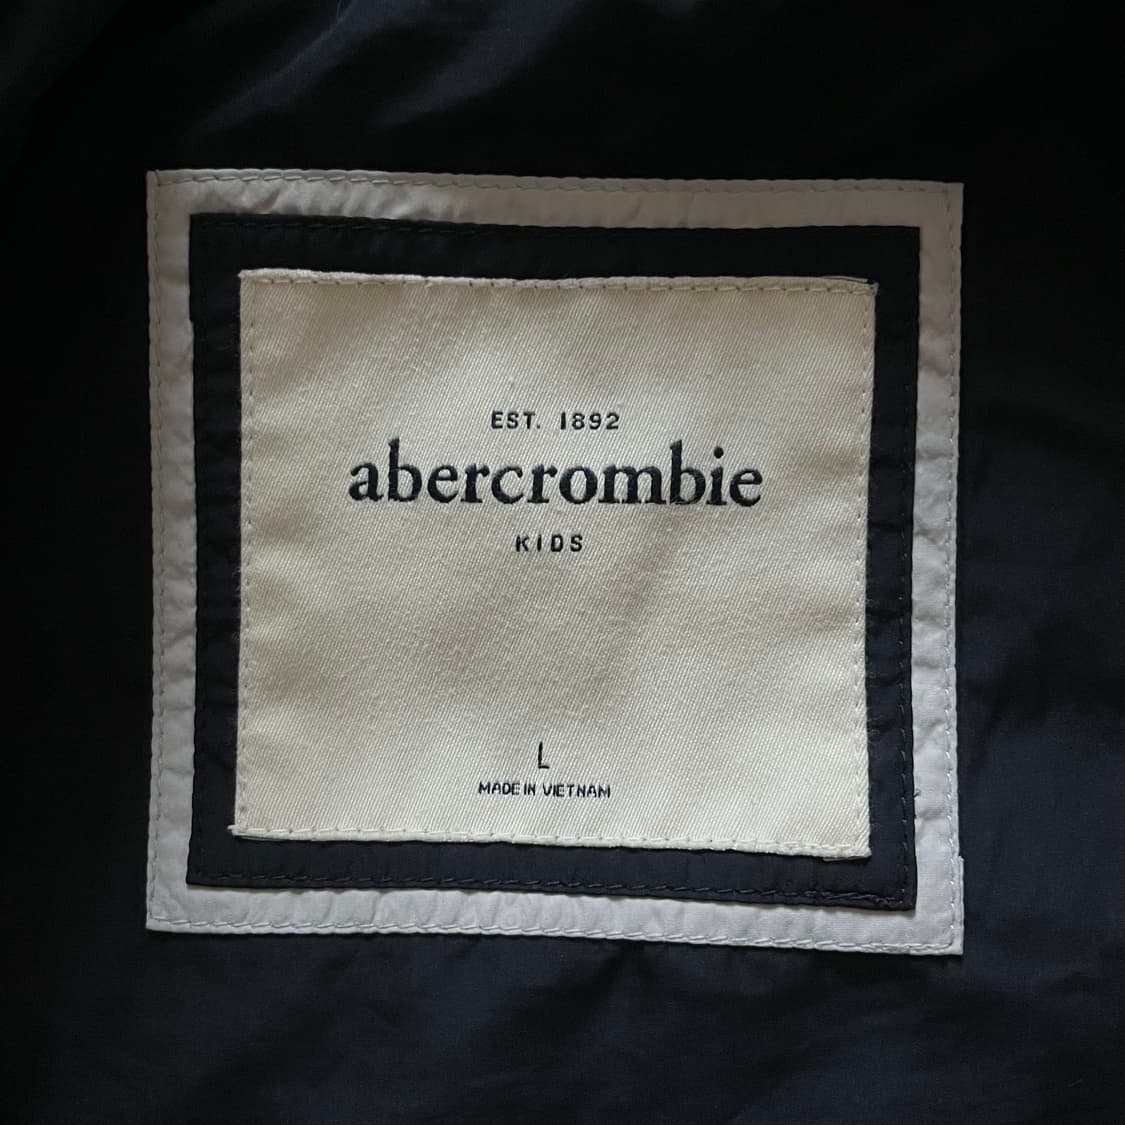 EST. 1892
abercrombie
KIDS
L
MADE IN VIETNAM